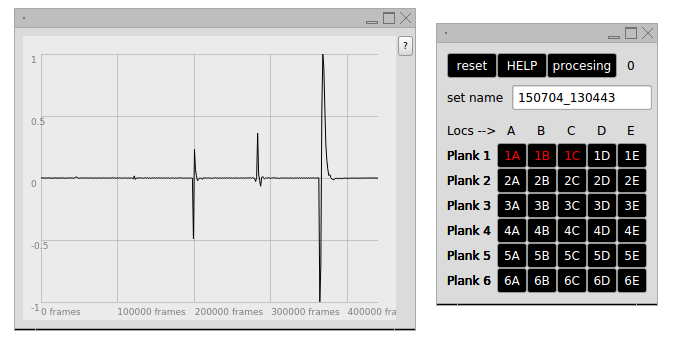 ?
1
0.5
0
-0.5
-1
0 frames 100000 frames 200000 frames 300000 frames 400000 fra
reset HELP procesing 0
set name 150704_130443
Locs --> A B C D E
Plank 1 1A 1B 1C 1D 1E
Plank 2 2A 2B 2C 2D 2E
Plank 3 3A 3B 3C 3D 3E
Plank 4 4A 4B 4C 4D 4E
Plank 5 5A 5B 5C 5D 5E
Plank 6 6A 6B 6C 6D 6E